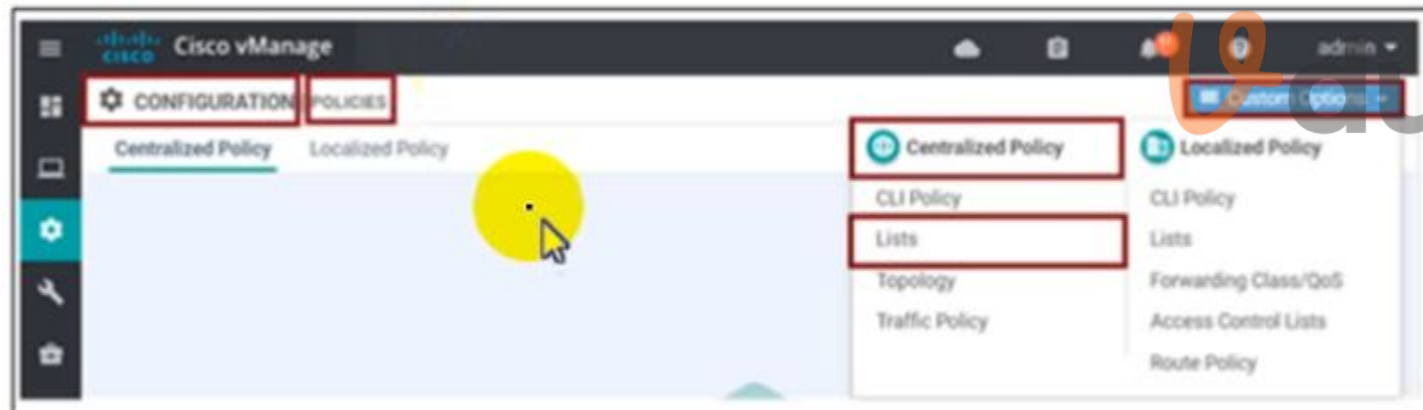 CISCO Cisco vManage admin
CONFIGURATION POLICIES Custom Options
Centralized Policy Localized Policy
Centralized Policy Localized Policy
CLI Policy CLI Policy
Lists Lists
Topology Forwarding Class/QoS
Traffic Policy Access Control Lists
Route Policy